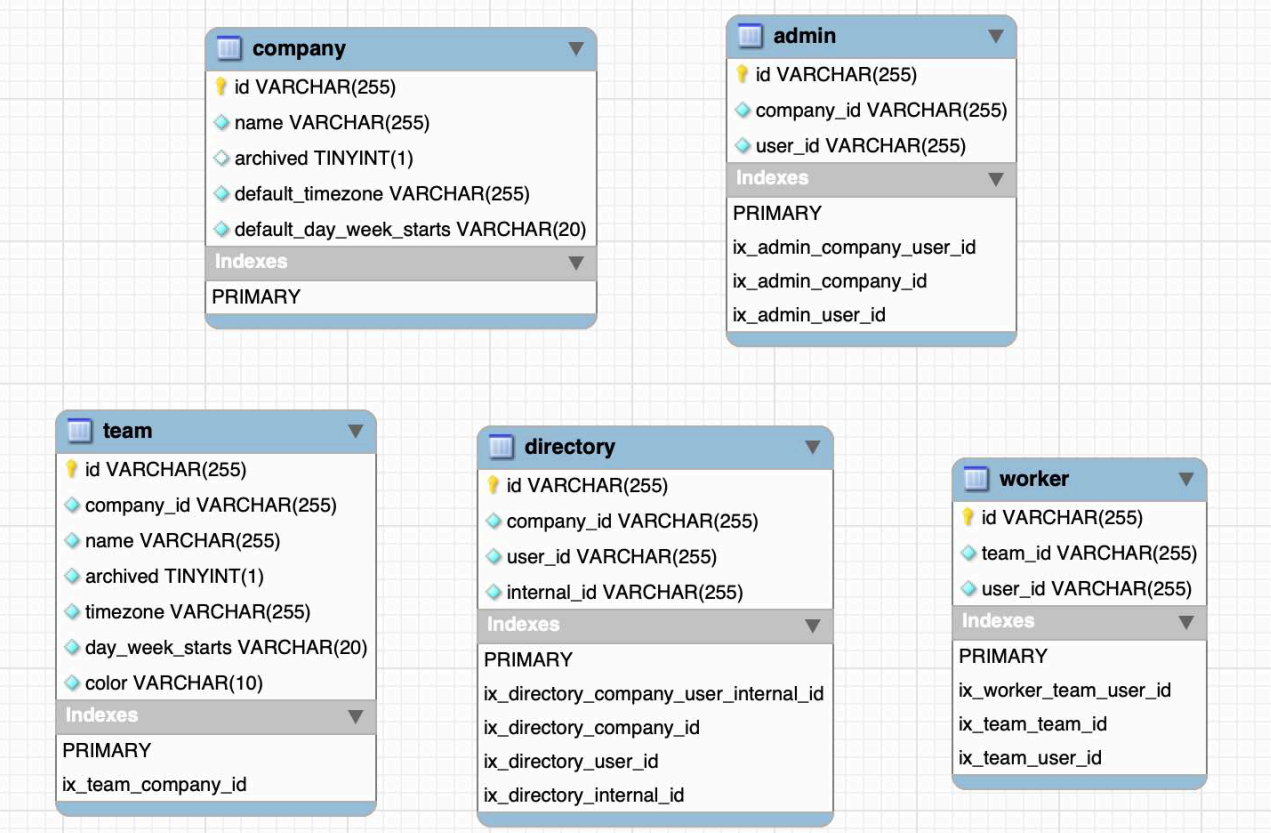 company
id VARCHAR(255)
name VARCHAR(255)
archived TINYINT(1)
default_timezone VARCHAR(255)
default_day_week_starts VARCHAR(20)
Indexes
PRIMARY
admin
id VARCHAR(255)
company_id VARCHAR(255)
user_id VARCHAR(255)
Indexes
PRIMARY
ix_admin_company_user_id
ix_admin_company_id
ix_admin_user_id
team
id VARCHAR(255)
company_id VARCHAR(255)
name VARCHAR(255)
archived TINYINT(1)
timezone VARCHAR(255)
day_week_starts VARCHAR(20)
color VARCHAR(10)
Indexes
PRIMARY
ix_team_company_id
directory
id VARCHAR(255)
company_id VARCHAR(255)
user_id VARCHAR(255)
internal_id VARCHAR(255)
Indexes
PRIMARY
ix_directory_company_user_internal_id
ix_directory_company_id
ix_directory_user_id
ix_directory_internal_id
worker
id VARCHAR(255)
team_id VARCHAR(255)
user_id VARCHAR(255)
Indexes
PRIMARY
ix_worker_team_user_id
ix_team_team_id
ix_team_user_id